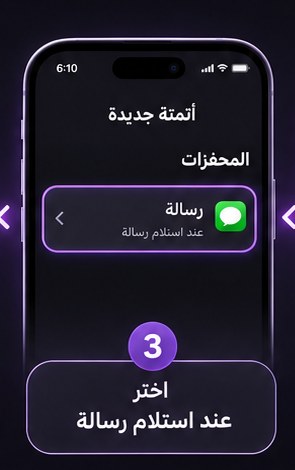 6:10
أتمتة جديدة
المحفزات
رسالة
عند استلام رسالة
3
اختر
عند استلام رسالة